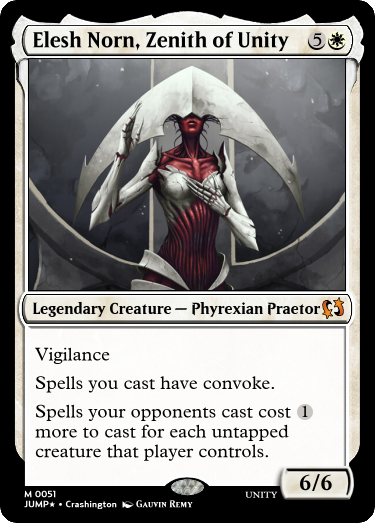 Elesh Norn, Zenith of Unity 5
Legendary Creature — Phyrexian Praetor
Vigilance
Spells you cast have convoke.
Spells your opponents cast cost 1
more to cast for each untapped
creature that player controls.
6/6
M 0051
JUMP★ • Crashington Gauvin Remy
UNITY